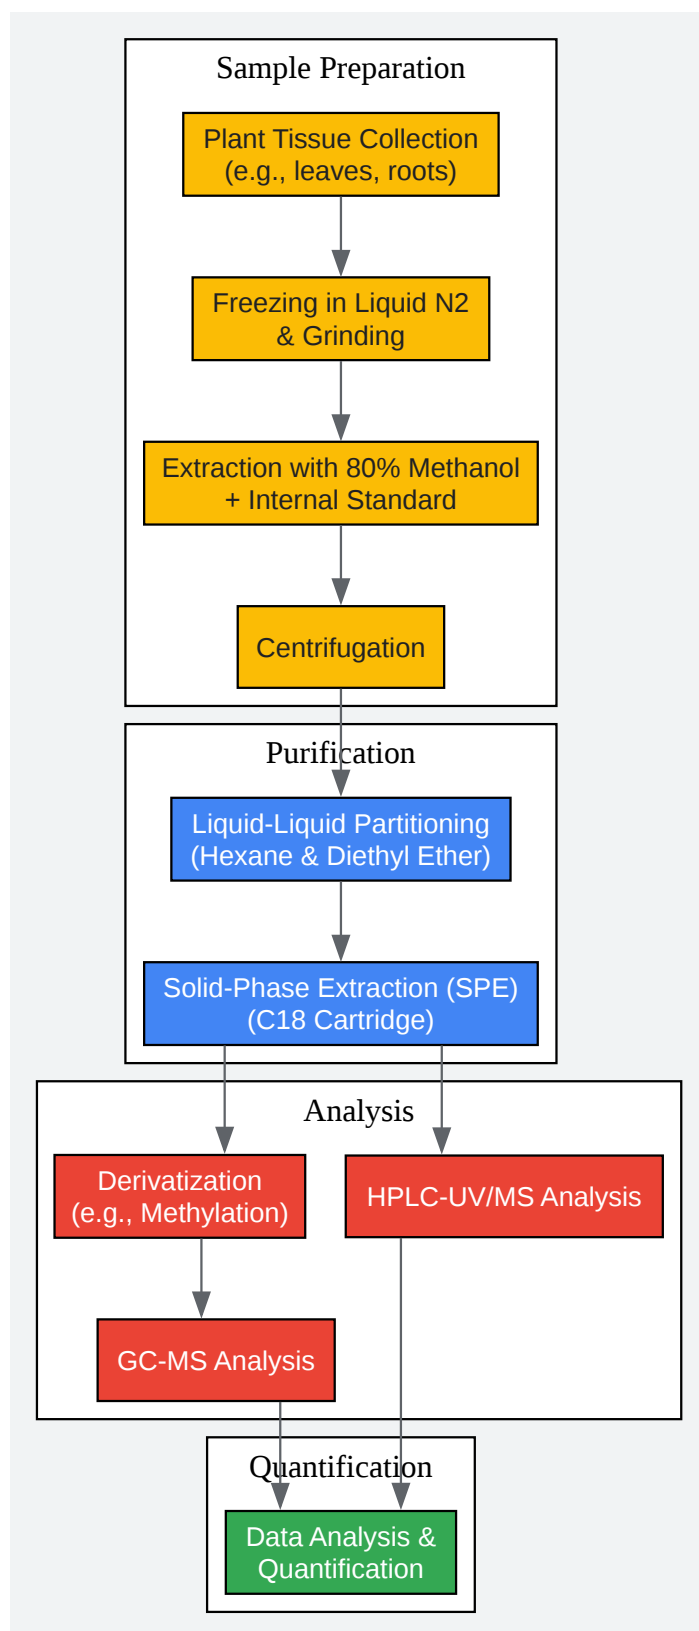 Sample Preparation
Plant Tissue Collection
(e.g., leaves, roots)
Freezing in Liquid N2
& Grinding
Extraction with 80% Methanol
+ Internal Standard
Centrifugation
Purification
Liquid-Liquid Partitioning
(Hexane & Diethyl Ether)
Solid-Phase Extraction (SPE)
(C18 Cartridge)
Analysis
Derivatization
(e.g., Methylation)
HPLC-UV/MS Analysis
GC-MS Analysis
Quantification
Data Analysis &
Quantification